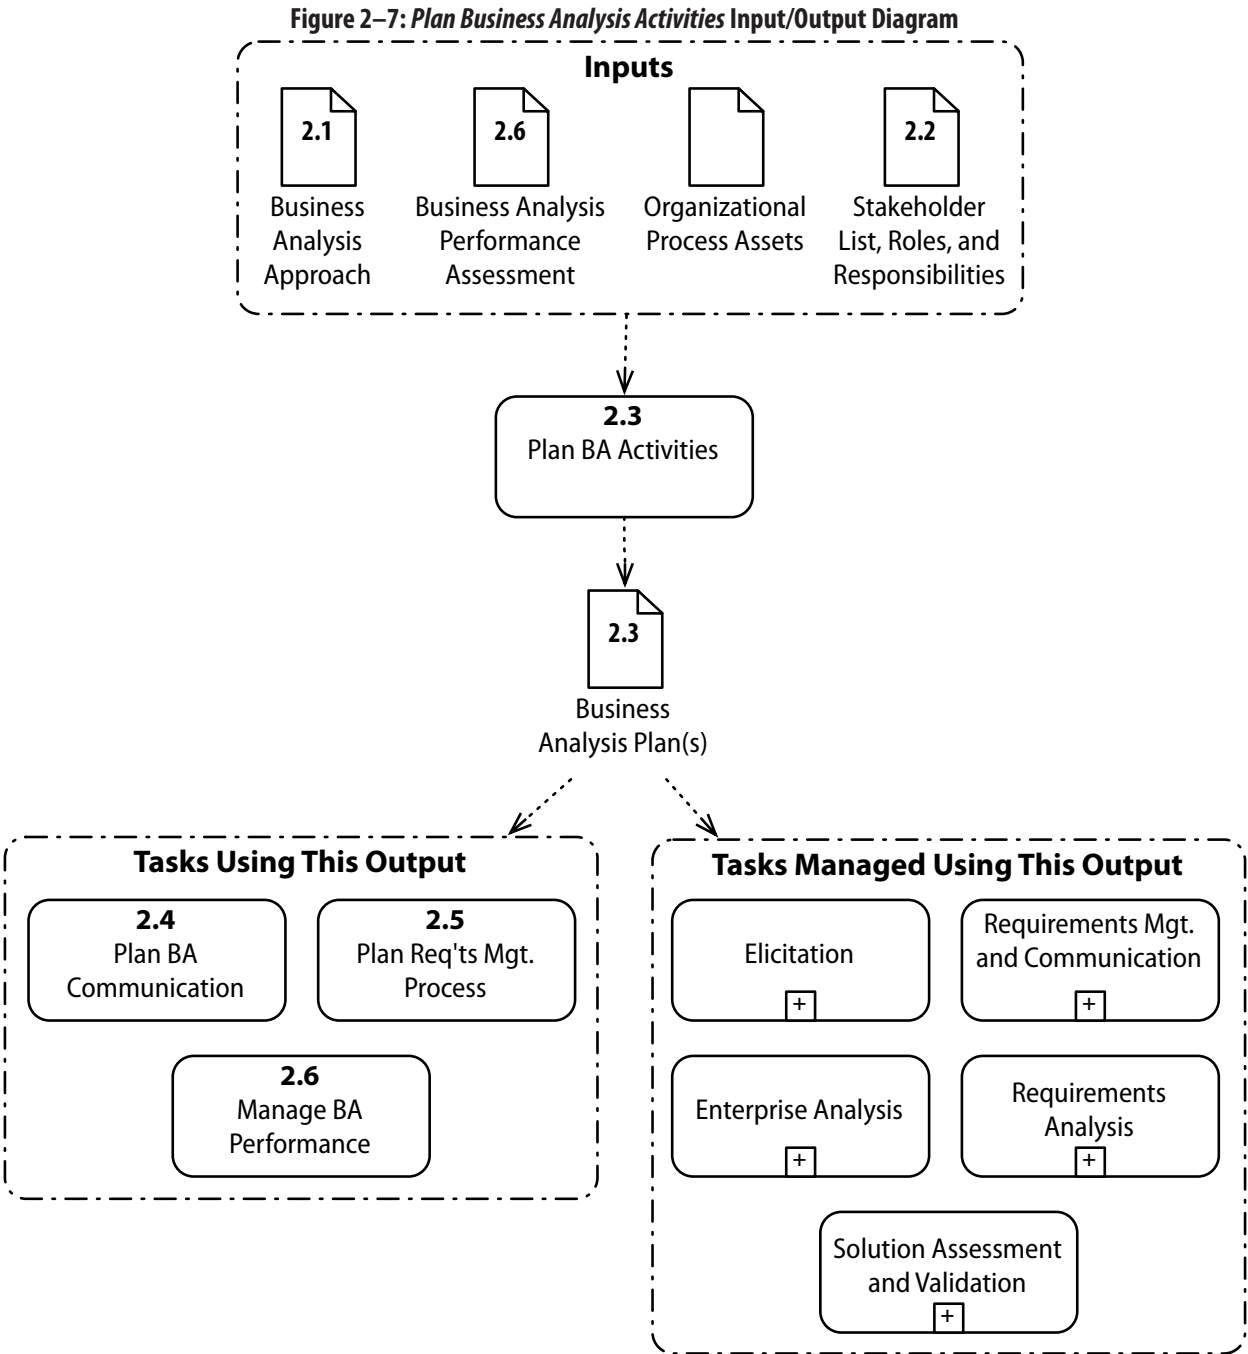 Figure 2–7: Plan Business Analysis Activities Input/Output Diagram
Inputs
2.1
Business
Analysis
Approach
2.6
Business Analysis
Performance
Assessment
Organizational
Process Assets
2.2
Stakeholder
List, Roles, and
Responsibilities
2.3
Plan BA Activities
2.3
Business
Analysis Plan(s)
Tasks Using This Output
2.4
Plan BA
Communication
2.5
Plan Req'ts Mgt.
Process
2.6
Manage BA
Performance
Tasks Managed Using This Output
Elicitation
+
Requirements Mgt.
and Communication
+
Enterprise Analysis
+
Requirements
Analysis
+
Solution Assessment
and Validation
+